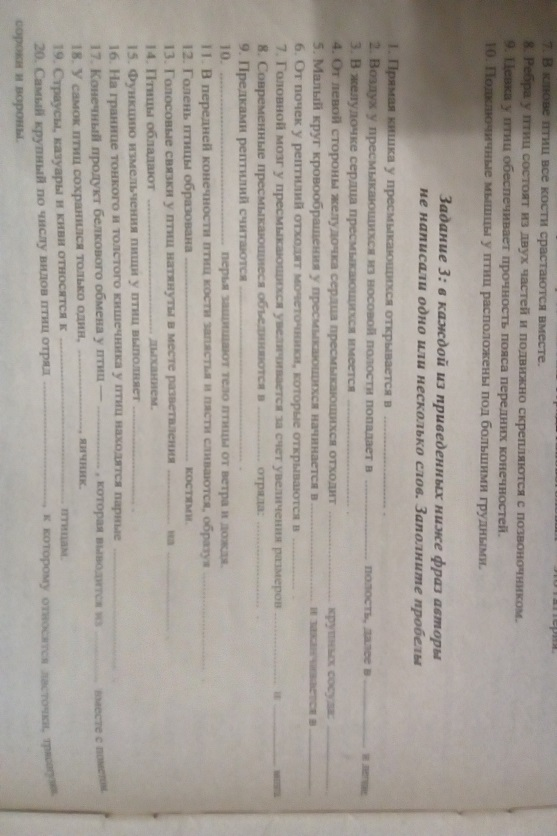 7. В клюве птиц все кости срастаются вместе.
8. Ребра у птиц состоят из двух частей и подвижно скрепляются с позвоночником.
9. Цевка у птиц обеспечивает прочность пояса передних конечностей.
10. Подключичные мышцы у птиц расположены под большими грудными.
Задание 3: в каждой из приведенных ниже фраз авторы
не написали одно или несколько слов. Заполните пробелы
1. Прямая кишка у пресмыкающихся открывается в .
2. Воздух у пресмыкающихся из носовой полости попадает в полость, далее в , в
3. В желудочке сердца пресмыкающихся имеется .
4. От левой стороны желудочка сердца пресмыкающихся отходит крупных сосуда:
5. Малый круг кровообращения у пресмыкающихся начинается в и заканчивается в
6. От почек у рептилий отходят мочеточники, которые открываются в .
7. Головной мозг у пресмыкающихся увеличивается за счет увеличения размеров и мозга
8. Современные пресмыкающиеся объединяются в отряда: .
9. Предками рептилий считаются .
10. перья защищают тело птицы от ветра и дождя.
11. В передней конечности птиц кости запястья и пясти сливаются, образуя .
12. Голень птицы образована костями.
13. Голосовые связки у птиц натянуты в месте разветвления на .
14. Птицы обладают дыханием.
15. Функцию измельчения пищи у птиц выполняет .
16. На границе тонкого и толстого кишечника у птиц находятся парные .
17. Конечный продукт белкового обмена у птиц — , которая выводится из вместе с
18. У самок птиц сохранился только один, , яичник.
19. Страусы, казуары и киви относятся к птицам.
20. Самый крупный по числу видов птиц отряд , к которому относятся ласточки, трясогузки,
сороки и вороны.